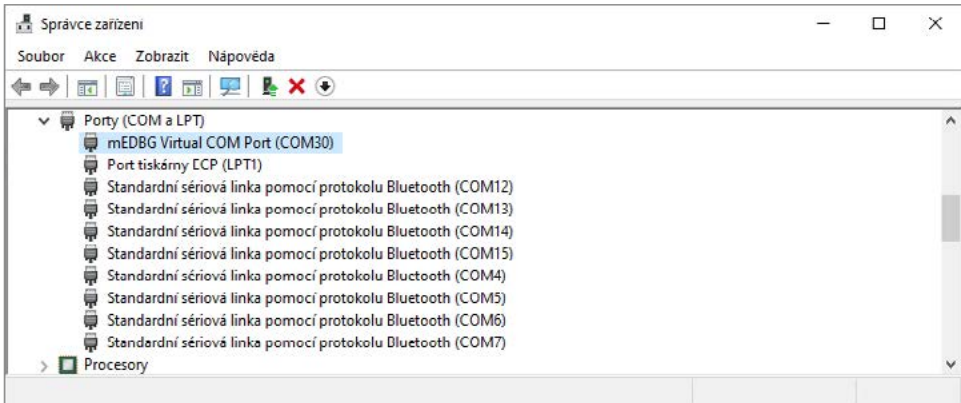 Správce zařízení
Soubor Akce Zobrazit Nápověda
Porty (COM a LPT)
mEDBG Virtual COM Port (COM30)
Port tiskárny ECP (LPT1)
Standardní sériová linka pomocí protokolu Bluetooth (COM12)
Standardní sériová linka pomocí protokolu Bluetooth (COM13)
Standardní sériová linka pomocí protokolu Bluetooth (COM14)
Standardní sériová linka pomocí protokolu Bluetooth (COM15)
Standardní sériová linka pomocí protokolu Bluetooth (COM4)
Standardní sériová linka pomocí protokolu Bluetooth (COM5)
Standardní sériová linka pomocí protokolu Bluetooth (COM6)
Standardní sériová linka pomocí protokolu Bluetooth (COM7)
Procesory